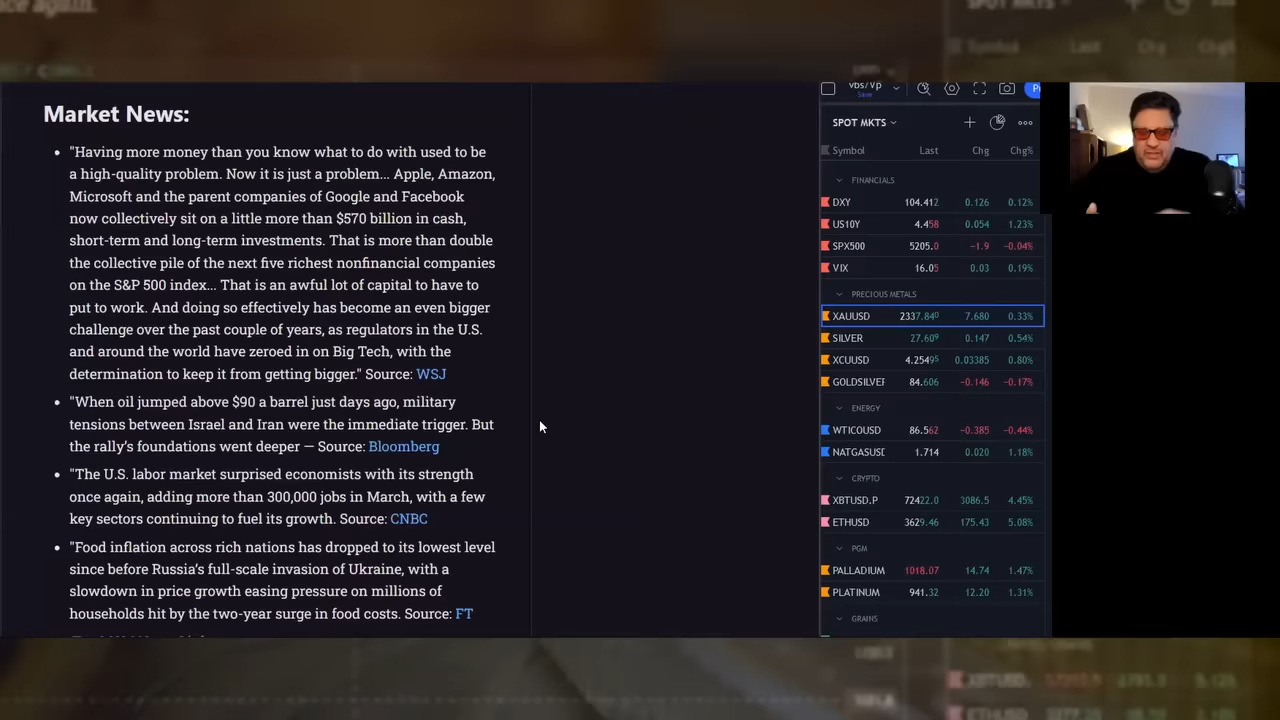 ce again.
SPOT MKTS
Symbol Last Chg Chg%
Market News:
• "Having more money than you know what to do with used to be
a high-quality problem. Now it is just a problem... Apple, Amazon,
Microsoft and the parent companies of Google and Facebook
now collectively sit on a little more than $570 billion in cash,
short-term and long-term investments. That is more than double
the collective pile of the next five richest nonfinancial companies
on the S&P 500 index... That is an awful lot of capital to have to
put to work. And doing so effectively has become an even bigger
challenge over the past couple of years, as regulators in the U.S.
and around the world have zeroed in on Big Tech, with the
determination to keep it from getting bigger." Source: WSJ
• "When oil jumped above $90 a barrel just days ago, military
tensions between Israel and Iran were the immediate trigger. But
the rally's foundations went deeper — Source: Bloomberg
• "The U.S. labor market surprised economists with its strength
once again, adding more than 300,000 jobs in March, with a few
key sectors continuing to fuel its growth. Source: CNBC
• "Food inflation across rich nations has dropped to its lowest level
since before Russia's full-scale invasion of Ukraine, with a
slowdown in price growth easing pressure on millions of
households hit by the two-year surge in food costs. Source: FT
vbs/vp
Save
SPOT MKTS
Symbol Last Chg Chg%
FINANCIALS
DXY 104.412 0.126 0.12%
US10Y 4.458 0.054 1.23%
SPX500 5205.0 −1.9 −0.04%
VIX 16.05 0.03 0.19%
PRECIOUS METALS
XAUUSD 2337.840 7.680 0.33%
SILVER 27.609 0.147 0.54%
XCUUSD 4.25495 0.03385 0.80%
GOLDSILVER 84.606 −0.146 −0.17%
ENERGY
WTICOUSD 86.562 −0.385 −0.44%
NATGASUSD 1.714 0.020 1.18%
CRYPTO
XBTUSD.P 72422.0 3086.5 4.45%
ETHUSD 3629.46 175.43 5.08%
PGM
PALLADIUM 1018.07 14.74 1.47%
PLATINUM 941.32 12.20 1.31%
GRAINS
XBTUSD.
ETHUSD